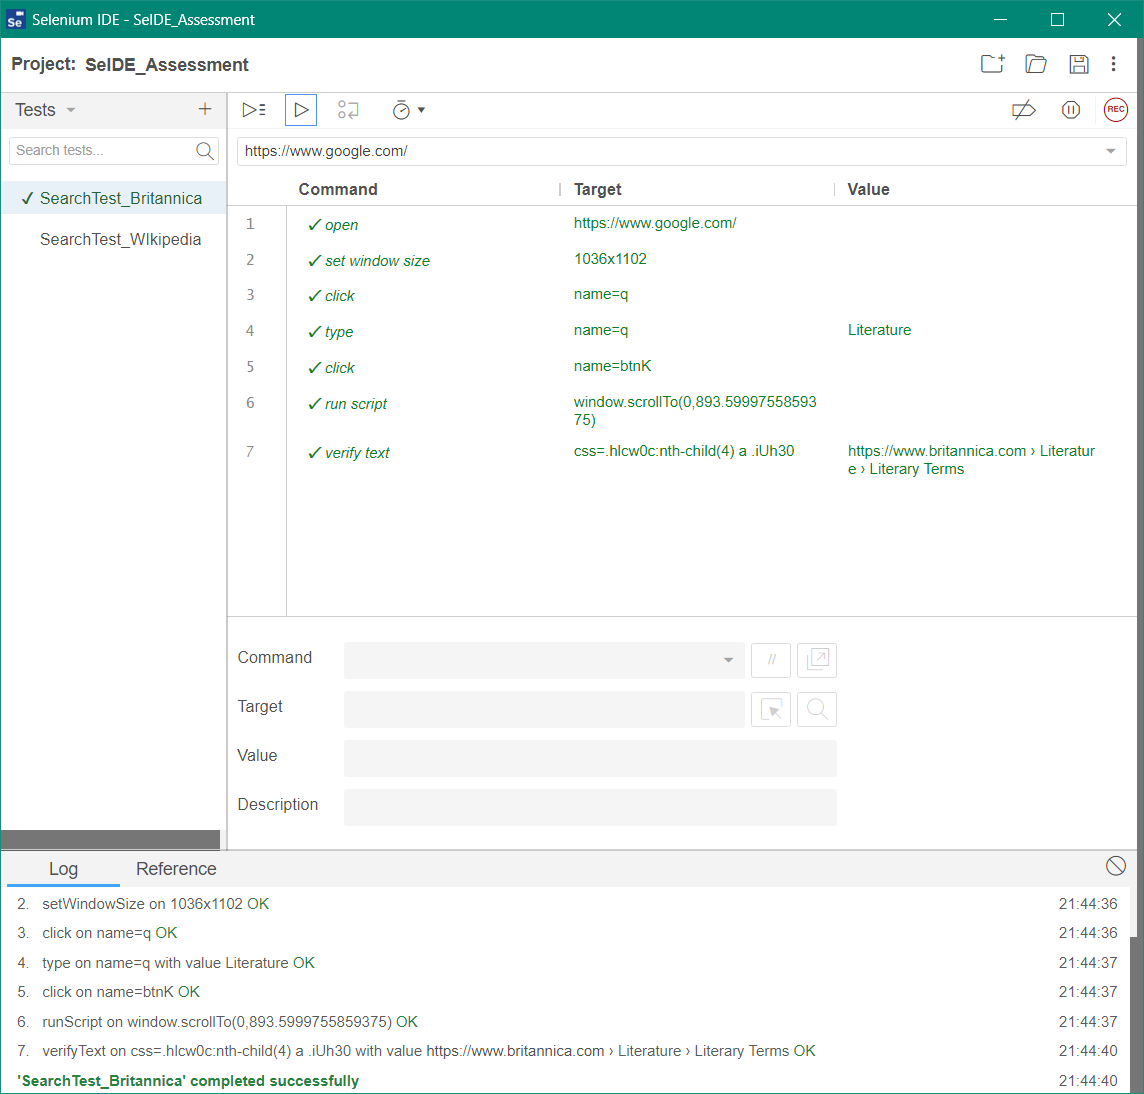 Se Selenium IDE - SeIDE_Assessment
Project: SeIDE_Assessment
Tests
REC
Search tests...
https://www.google.com/
Command Target Value
✓ SearchTest_Britannica
SearchTest_WIkipedia
1 ✓ open https://www.google.com/
2 ✓ set window size 1036x1102
3 ✓ click name=q
4 ✓ type name=q Literature
5 ✓ click name=btnK
6 ✓ run script window.scrollTo(0,893.59997558593
75)
7 ✓ verify text css=.hlcw0c:nth-child(4) a .iUh30 https://www.britannica.com › Literatur
e › Literary Terms
Command //
Target
Value
Description
Log Reference
2. setWindowSize on 1036x1102 OK 21:44:36
3. click on name=q OK 21:44:36
4. type on name=q with value Literature OK 21:44:37
5. click on name=btnK OK 21:44:37
6. runScript on window.scrollTo(0,893.5999755859375) OK 21:44:37
7. verifyText on css=.hlcw0c:nth-child(4) a .iUh30 with value https://www.britannica.com › Literature › Literary Terms OK 21:44:40
'SearchTest_Britannica' completed successfully 21:44:40